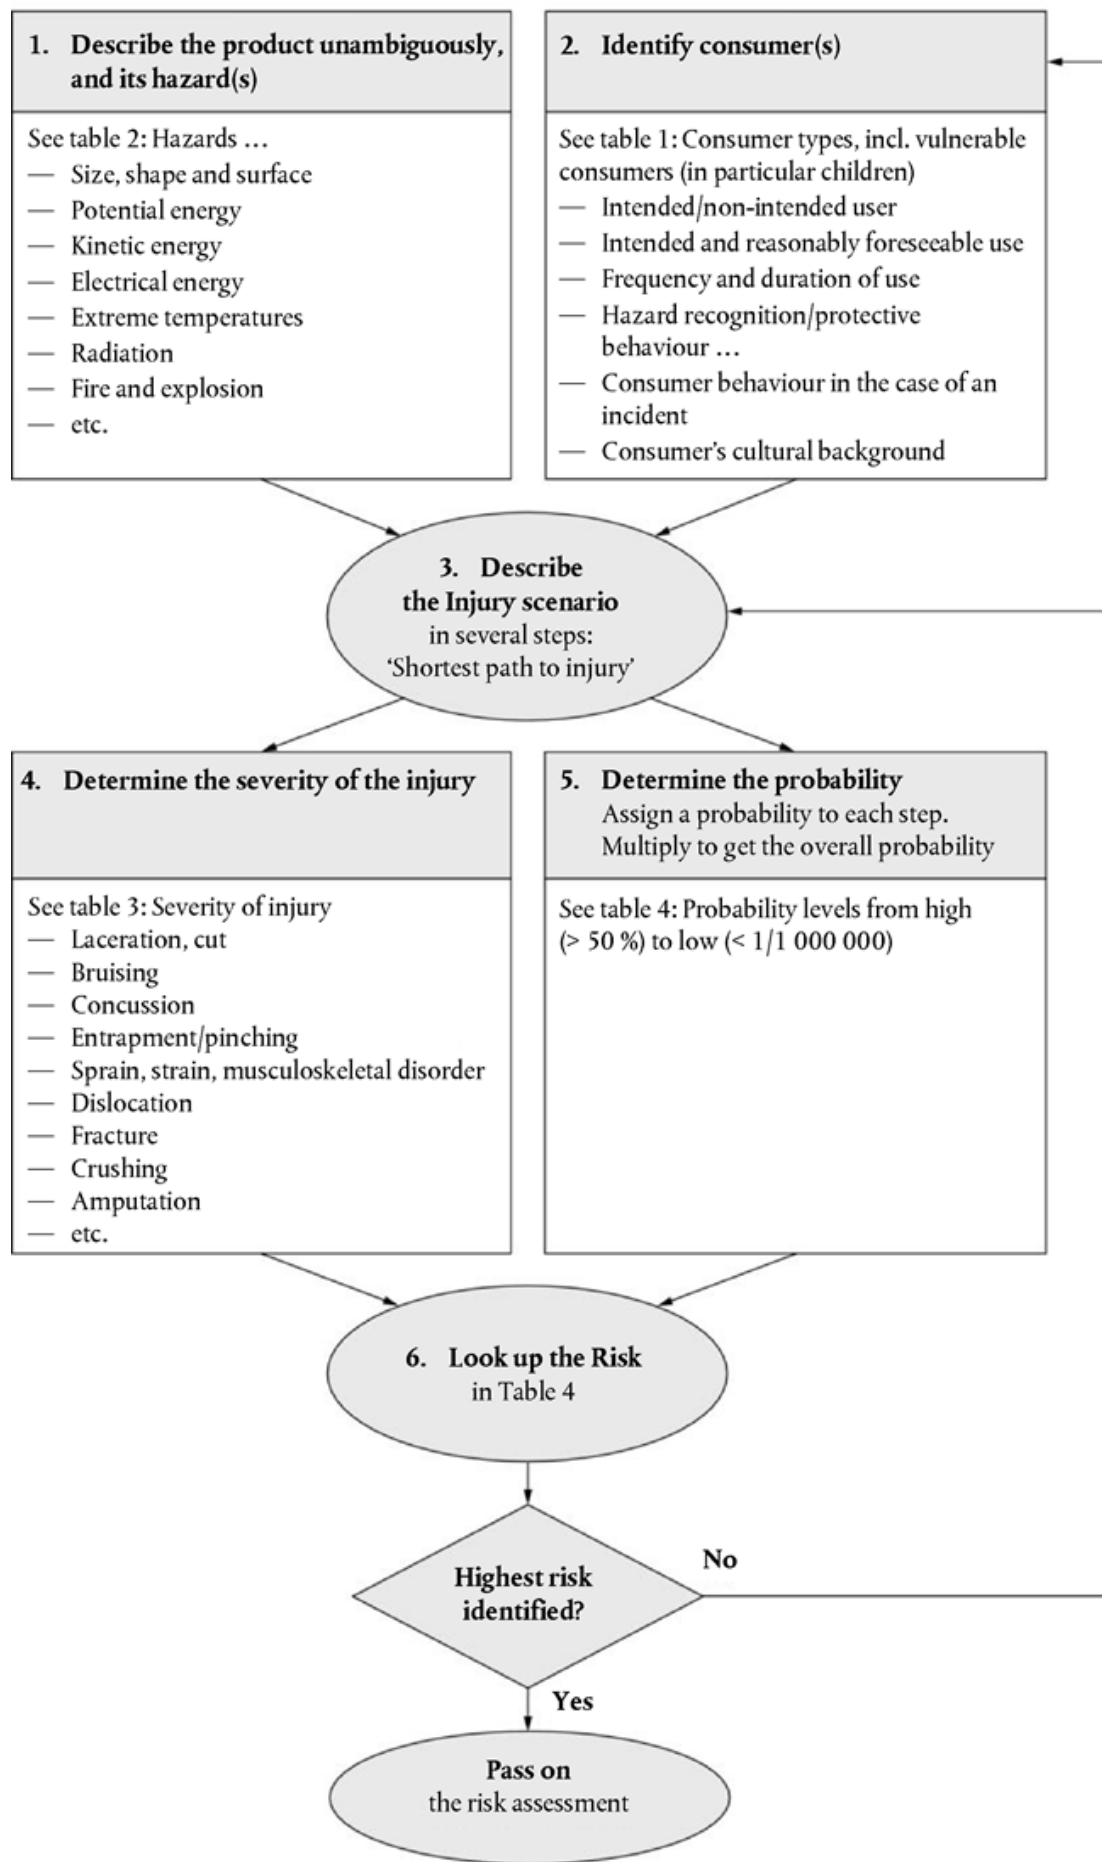 1. Describe the product unambiguously,
and its hazard(s)
See table 2: Hazards …
— Size, shape and surface
— Potential energy
— Kinetic energy
— Electrical energy
— Extreme temperatures
— Radiation
— Fire and explosion
— etc.
2. Identify consumer(s)
See table 1: Consumer types, incl. vulnerable
consumers (in particular children)
— Intended/non-intended user
— Intended and reasonably foreseeable use
— Frequency and duration of use
— Hazard recognition/protective
behaviour …
— Consumer behaviour in the case of an
incident
— Consumer’s cultural background
3. Describe
the Injury scenario
in several steps:
‘Shortest path to injury’
4. Determine the severity of the injury
See table 3: Severity of injury
— Laceration, cut
— Bruising
— Concussion
— Entrapment/pinching
— Sprain, strain, musculoskeletal disorder
— Dislocation
— Fracture
— Crushing
— Amputation
— etc.
5. Determine the probability
Assign a probability to each step.
Multiply to get the overall probability
See table 4: Probability levels from high
(> 50 %) to low (< 1/1 000 000)
6. Look up the Risk
in Table 4
Highest risk
identified?
No
Yes
Pass on
the risk assessment